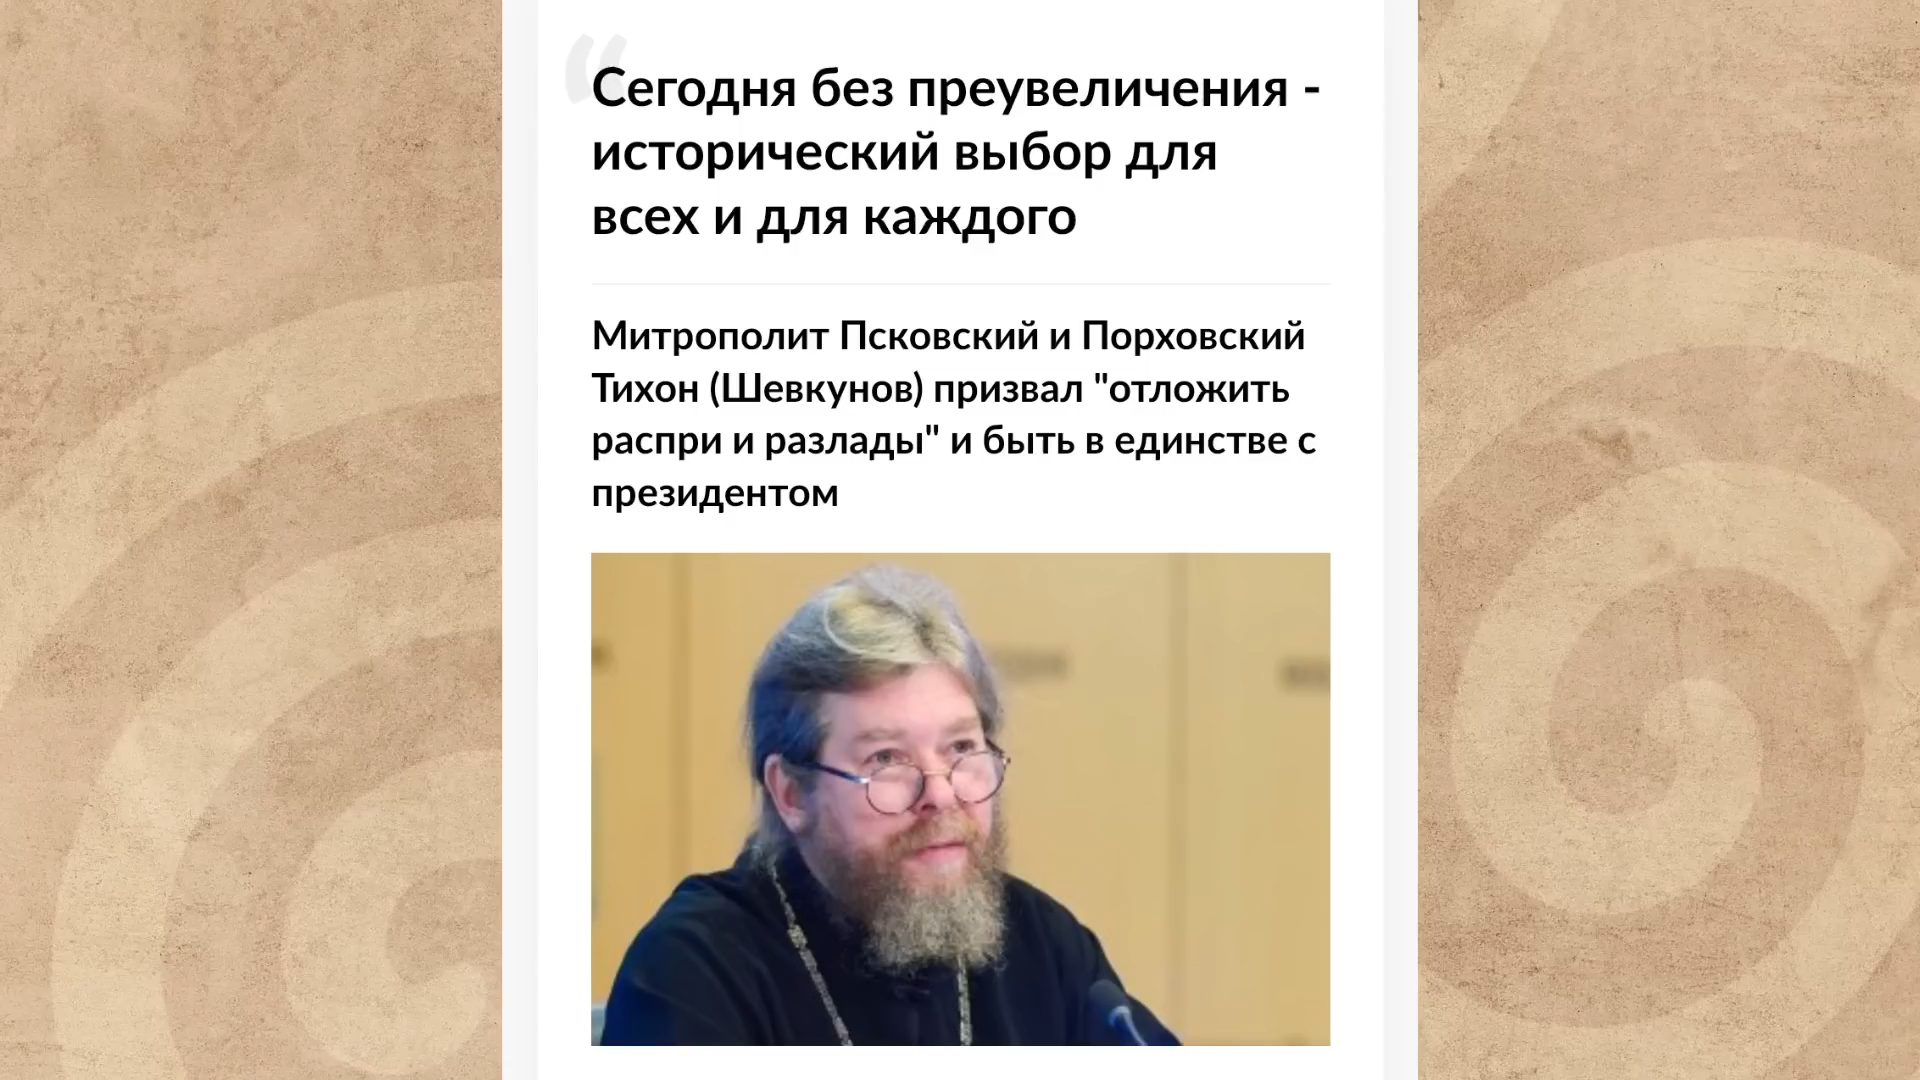 Сегодня без преувеличения -
исторический выбор для
всех и для каждого
Митрополит Псковский и Порховский
Тихон (Шевкунов) призвал "отложить
распри и разлады" и быть в единстве с
президентом